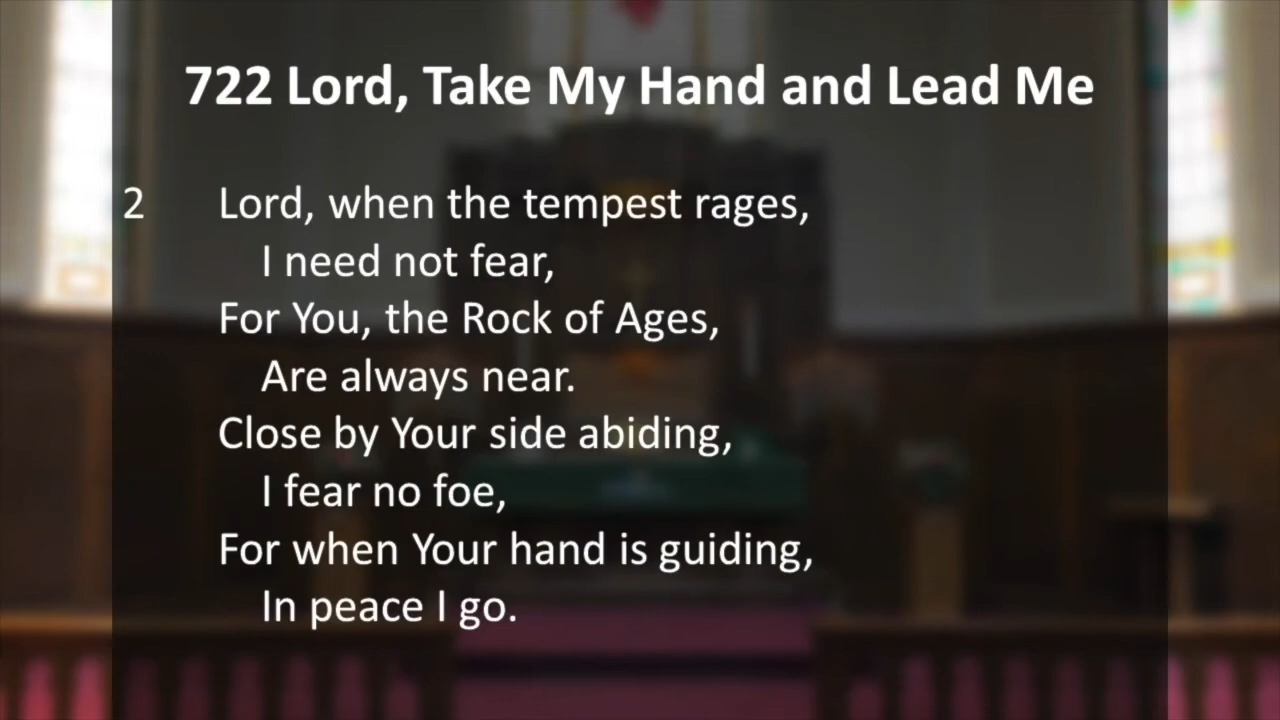 722 Lord, Take My Hand and Lead Me
2 Lord, when the tempest rages,
I need not fear,
For You, the Rock of Ages,
Are always near.
Close by Your side abiding,
I fear no foe,
For when Your hand is guiding,
In peace I go.